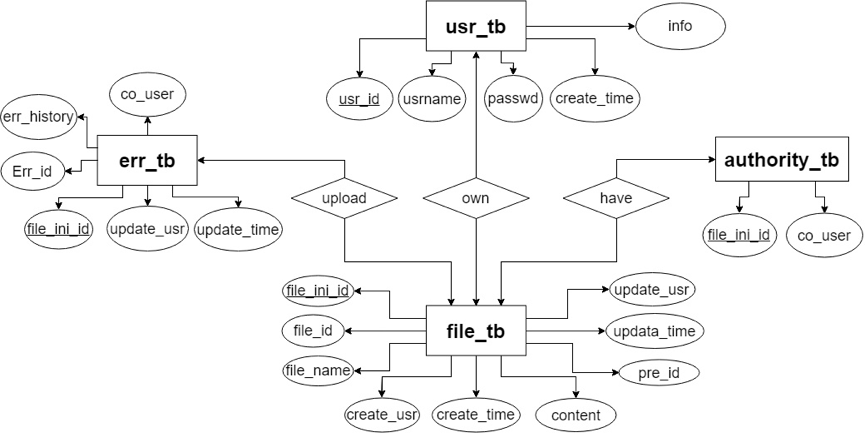 usr_tb
info
usr_id
usrname
passwd
create_time
co_user
err_history
err_tb
Err_id
file_ini_id
update_usr
update_time
authority_tb
file_ini_id
co_user
upload
own
have
file_ini_id
update_usr
file_id
file_tb
updata_time
file_name
pre_id
create_usr
create_time
content